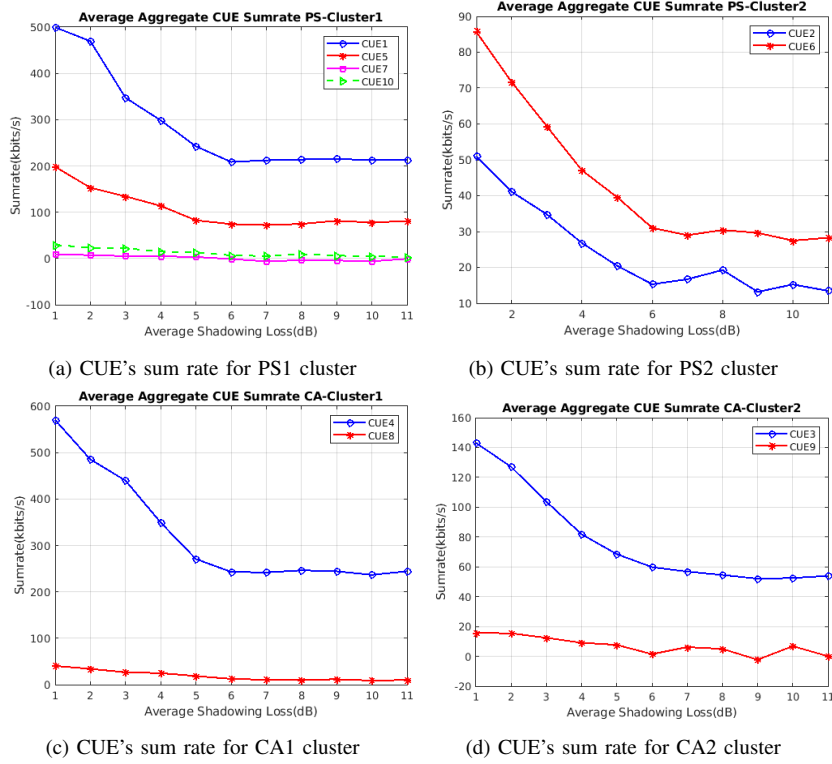 Average Aggregate CUE Sumrate PS-Cluster1
500
400
300
200
100
0
-100
Sumrate(kbits/s)
CUE1
CUE5
CUE7
CUE10
1 2 3 4 5 6 7 8 9 10 11
Average Shadowing Loss(dB)
(a) CUE's sum rate for PS1 cluster
Average Aggregate CUE Sumrate PS-Cluster2
90
80
70
60
50
40
30
20
10
Sumrate(kbits/s)
CUE2
CUE6
2 4 6 8 10
Average Shadowing Loss(dB)
(b) CUE's sum rate for PS2 cluster
Average Aggregate CUE Sumrate CA-Cluster1
600
500
400
300
200
100
0
Sumrate(kbits/s)
CUE4
CUE8
1 2 3 4 5 6 7 8 9 10 11
Average Shadowing Loss(dB)
(c) CUE's sum rate for CA1 cluster
Average Aggregate CUE Sumrate CA-Cluster2
160
140
120
100
80
60
40
20
0
-20
Sumrate(kbits/s)
CUE3
CUE9
1 2 3 4 5 6 7 8 9 10 11
Average Shadowing Loss(dB)
(d) CUE's sum rate for CA2 cluster